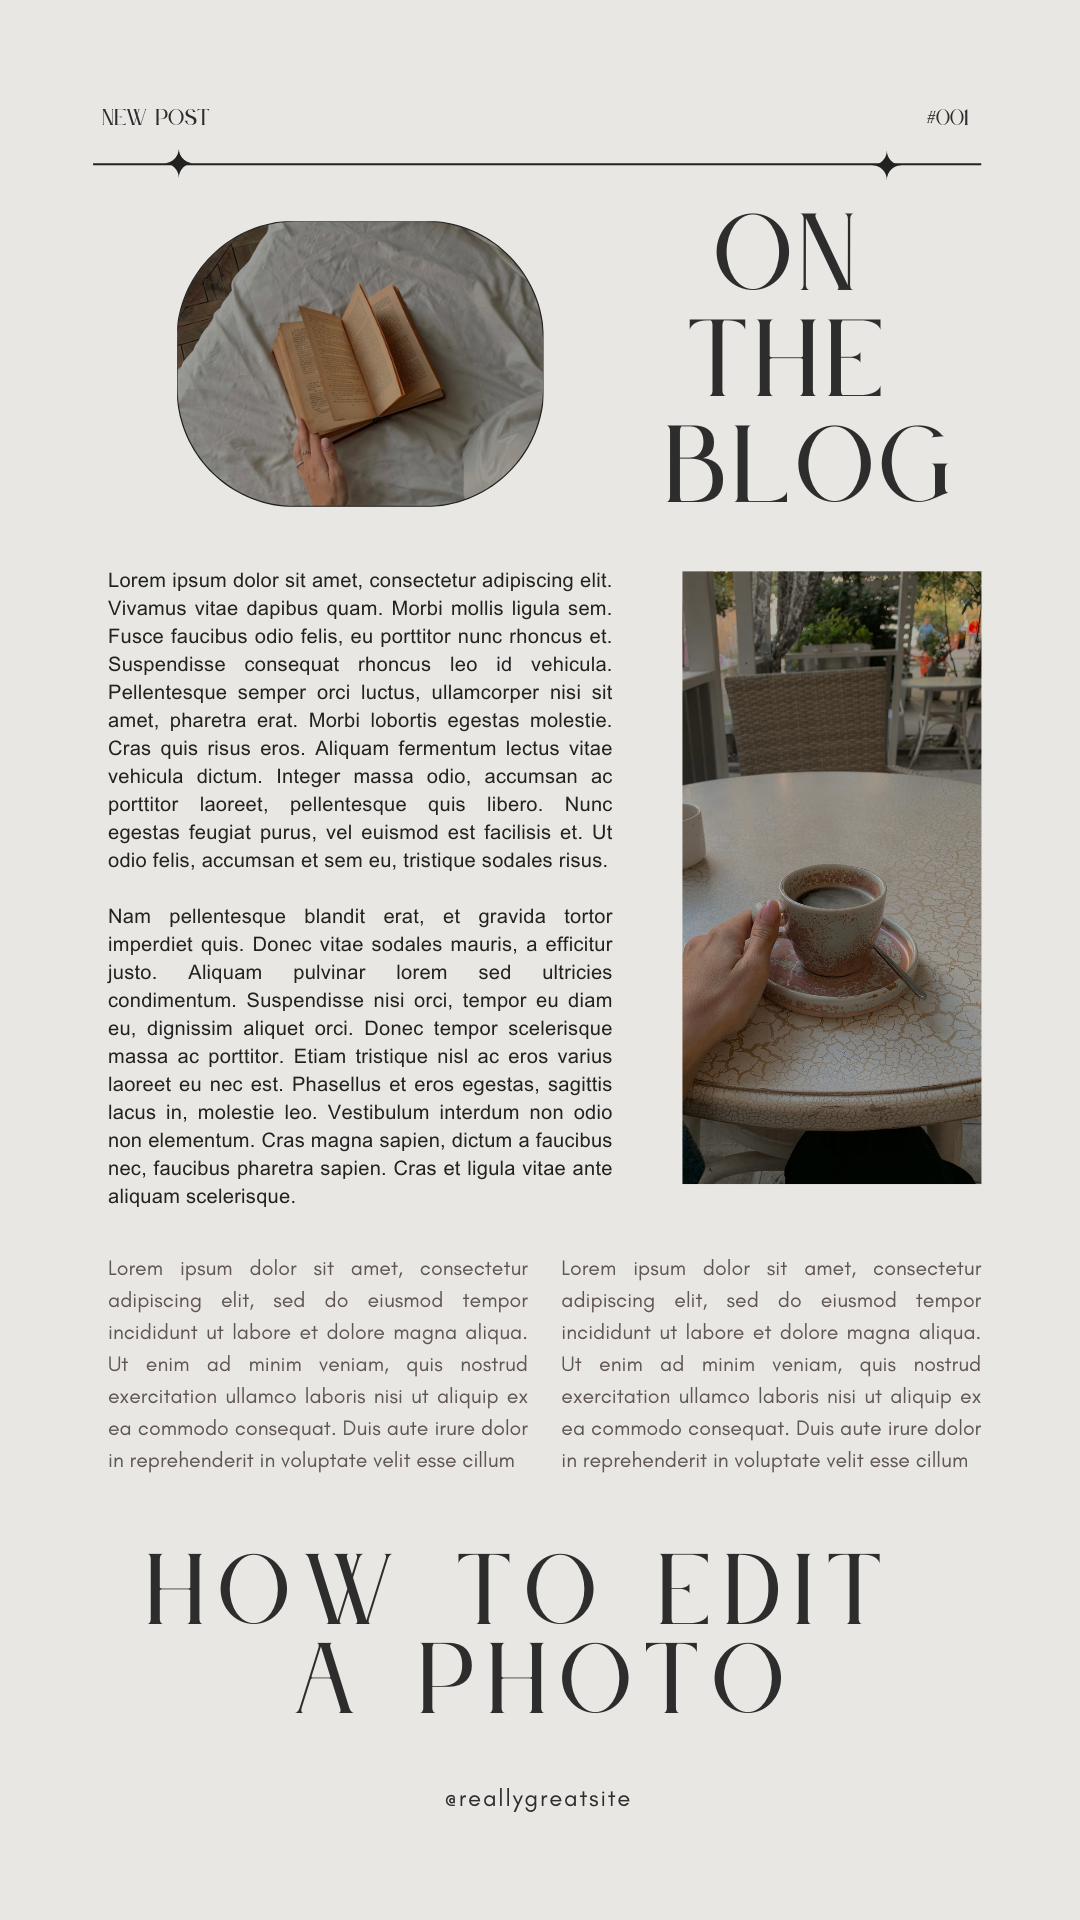 NEW POST
#001
ON
THE
BLOG
Lorem ipsum dolor sit amet, consectetur adipiscing elit.
Vivamus vitae dapibus quam. Morbi mollis ligula sem.
Fusce faucibus odio felis, eu porttitor nunc rhoncus et.
Suspendisse consequat rhoncus leo id vehicula.
Pellentesque semper orci luctus, ullamcorper nisi sit
amet, pharetra erat. Morbi lobortis egestas molestie.
Cras quis risus eros. Aliquam fermentum lectus vitae
vehicula dictum. Integer massa odio, accumsan ac
porttitor laoreet, pellentesque quis libero. Nunc
egestas feugiat purus, vel euismod est facilisis et. Ut
odio felis, accumsan et sem eu, tristique sodales risus.
Nam pellentesque blandit erat, et gravida tortor
imperdiet quis. Donec vitae sodales mauris, a efficitur
justo. Aliquam pulvinar lorem sed ultricies
condimentum. Suspendisse nisi orci, tempor eu diam
eu, dignissim aliquet orci. Donec tempor scelerisque
massa ac porttitor. Etiam tristique nisl ac eros varius
laoreet eu nec est. Phasellus et eros egestas, sagittis
lacus in, molestie leo. Vestibulum interdum non odio
non elementum. Cras magna sapien, dictum a faucibus
nec, faucibus pharetra sapien. Cras et ligula vitae ante
aliquam scelerisque.
Lorem ipsum dolor sit amet, consectetur
adipiscing elit, sed do eiusmod tempor
incididunt ut labore et dolore magna aliqua.
Ut enim ad minim veniam, quis nostrud
exercitation ullamco laboris nisi ut aliquip ex
ea commodo consequat. Duis aute irure dolor
in reprehenderit in voluptate velit esse cillum
Lorem ipsum dolor sit amet, consectetur
adipiscing elit, sed do eiusmod tempor
incididunt ut labore et dolore magna aliqua.
Ut enim ad minim veniam, quis nostrud
exercitation ullamco laboris nisi ut aliquip ex
ea commodo consequat. Duis aute irure dolor
in reprehenderit in voluptate velit esse cillum
HOW TO EDIT
A PHOTO
@reallygreatsite